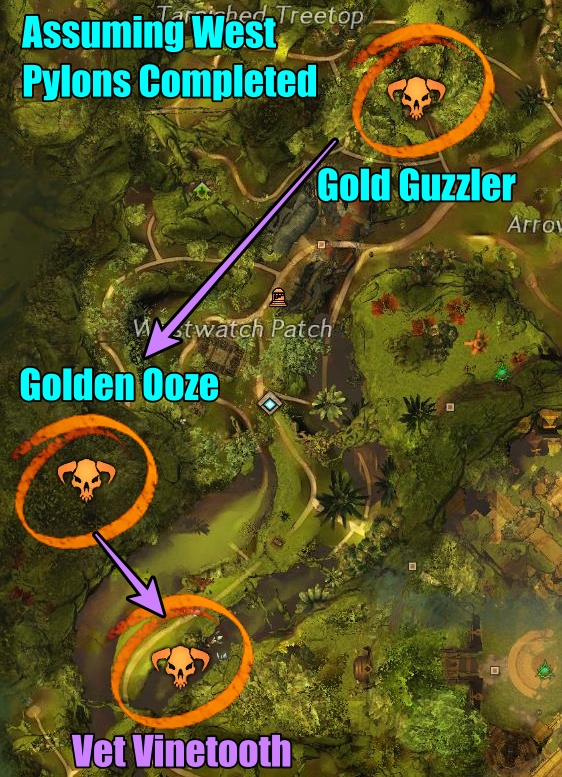 Tarnished Treetop
Assuming West
Pylons Completed
Gold Guzzler
Arrow
Westwatch Patch
Golden Ooze
Vet Vinetooth